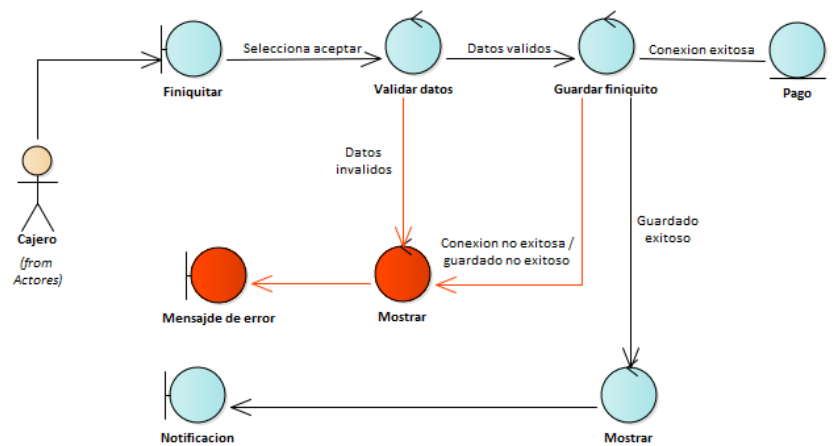 Selecciona aceptar
Datos validos
Conexion exitosa
Finiquitar
Validar datos
Guardar finiquito
Pago
Datos
invalidos
Cajero
(from
Actores)
Conexion no exitosa /
guardado no exitoso
Guardado
exitoso
Mensajde de error
Mostrar
Notificacion
Mostrar